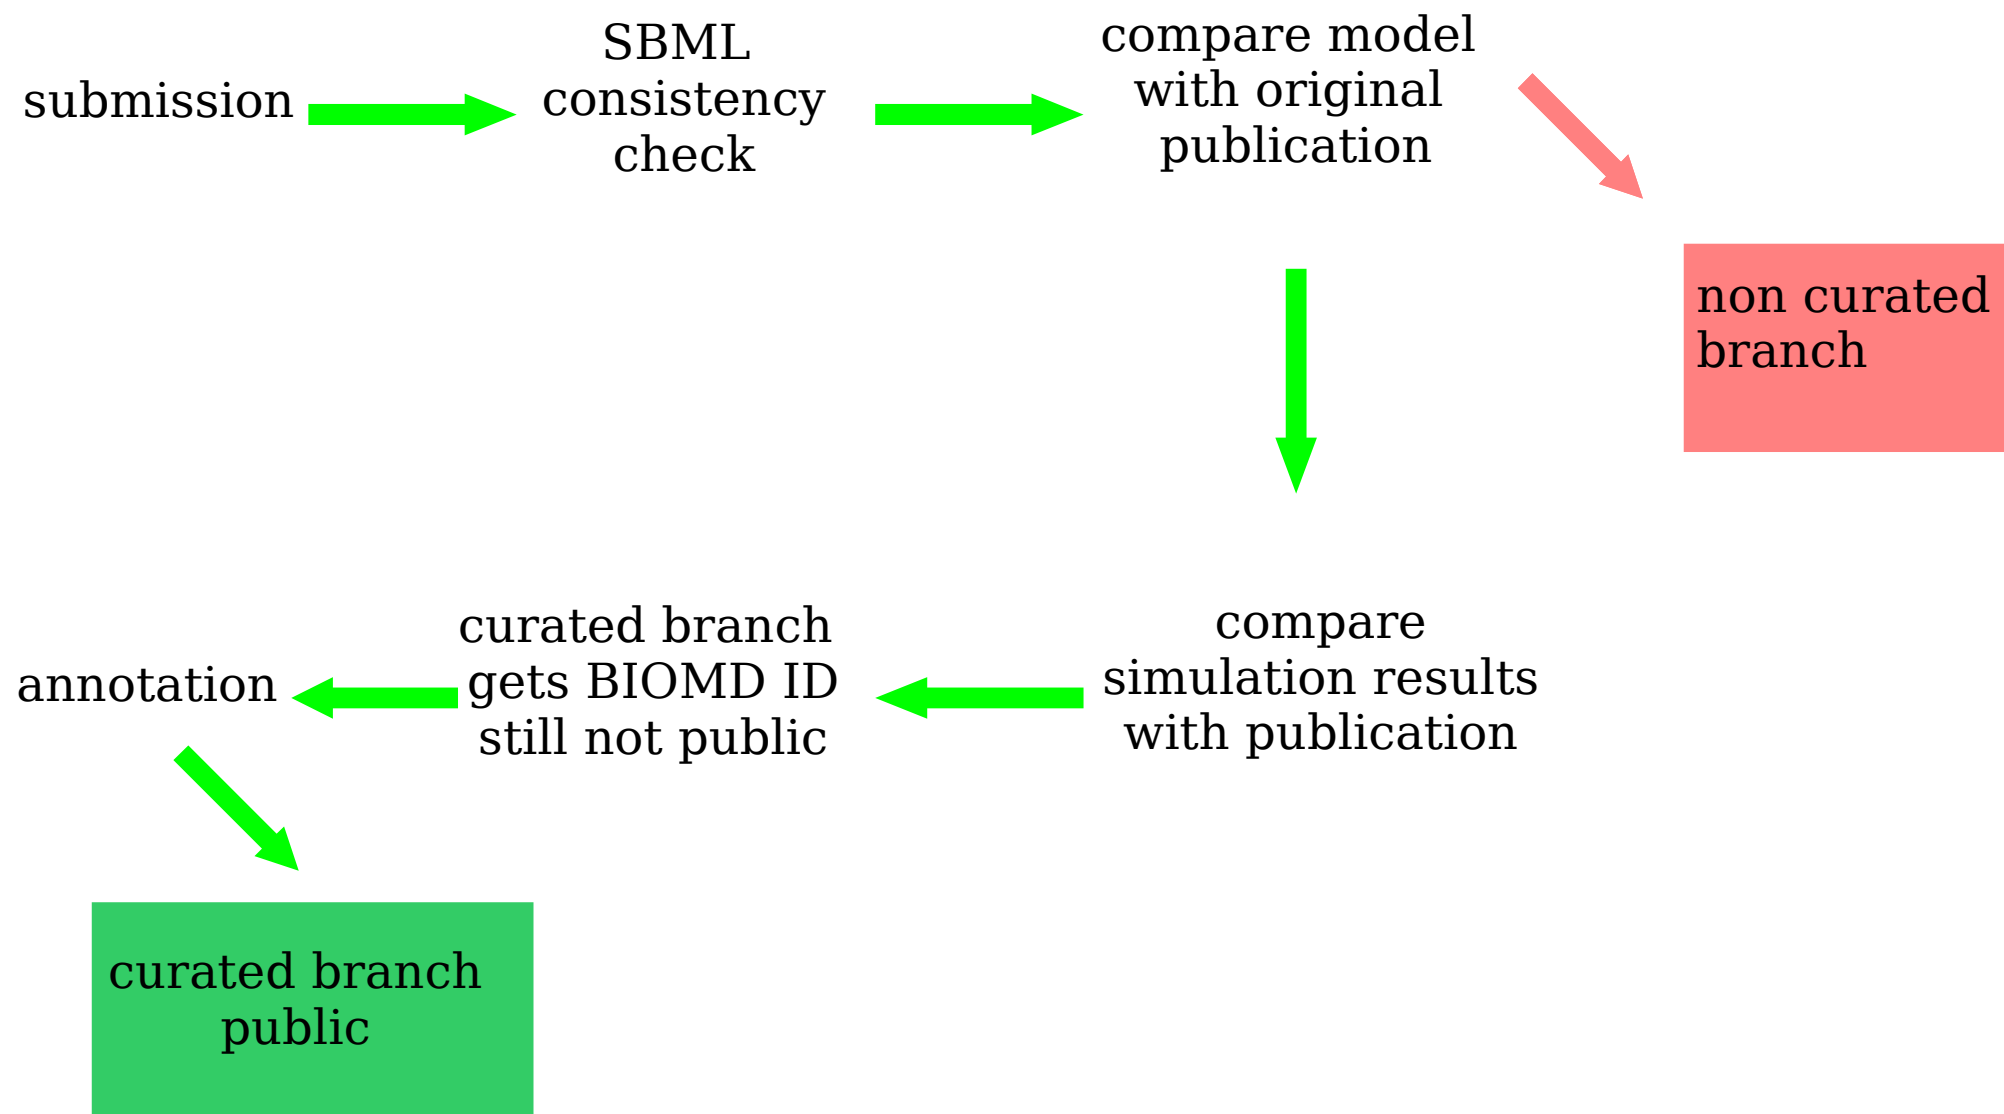 submission
SBML
consistency
check
compare model
with original
publication
non curated
branch
compare
simulation results
with publication
curated branch
gets BIOMD ID
still not public
annotation
curated branch
public